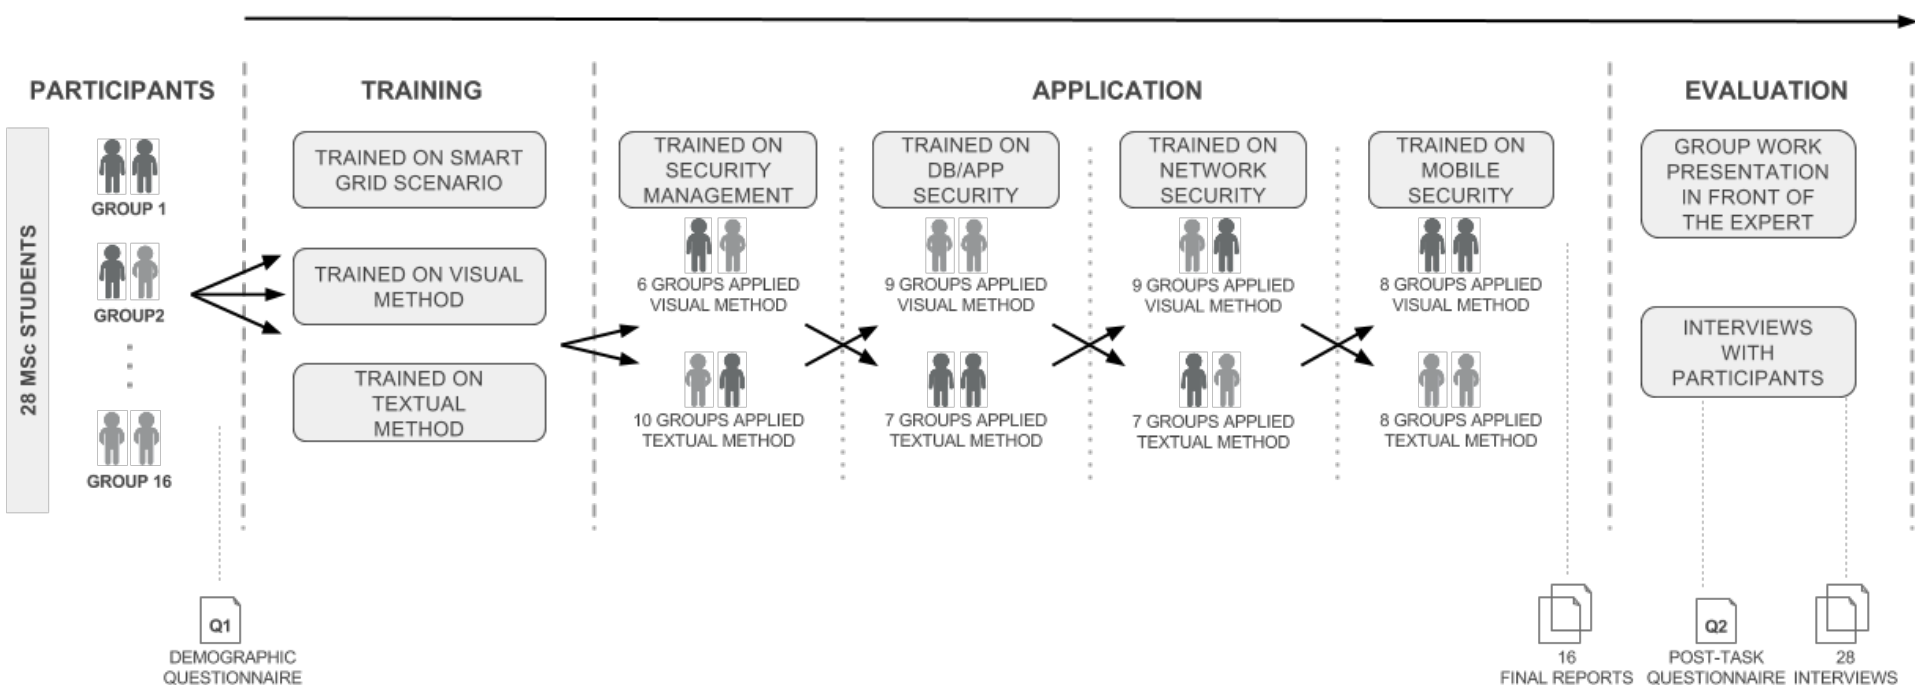 PARTICIPANTS
28 MSc STUDENTS
GROUP 1
GROUP2
GROUP 16
Q1
DEMOGRAPHIC
QUESTIONNAIRE
TRAINING
TRAINED ON SMART
GRID SCENARIO
TRAINED ON VISUAL
METHOD
TRAINED ON
TEXTUAL
METHOD
APPLICATION
TRAINED ON
SECURITY
MANAGEMENT
6 GROUPS APPLIED
VISUAL METHOD
10 GROUPS APPLIED
TEXTUAL METHOD
TRAINED ON
DB/APP
SECURITY
9 GROUPS APPLIED
VISUAL METHOD
7 GROUPS APPLIED
TEXTUAL METHOD
TRAINED ON
NETWORK
SECURITY
9 GROUPS APPLIED
VISUAL METHOD
7 GROUPS APPLIED
TEXTUAL METHOD
TRAINED ON
MOBILE
SECURITY
8 GROUPS APPLIED
VISUAL METHOD
8 GROUPS APPLIED
TEXTUAL METHOD
16
FINAL REPORTS
EVALUATION
GROUP WORK
PRESENTATION
IN FRONT OF
THE EXPERT
INTERVIEWS
WITH
PARTICIPANTS
Q2
POST-TASK
QUESTIONNAIRE
28
INTERVIEWS